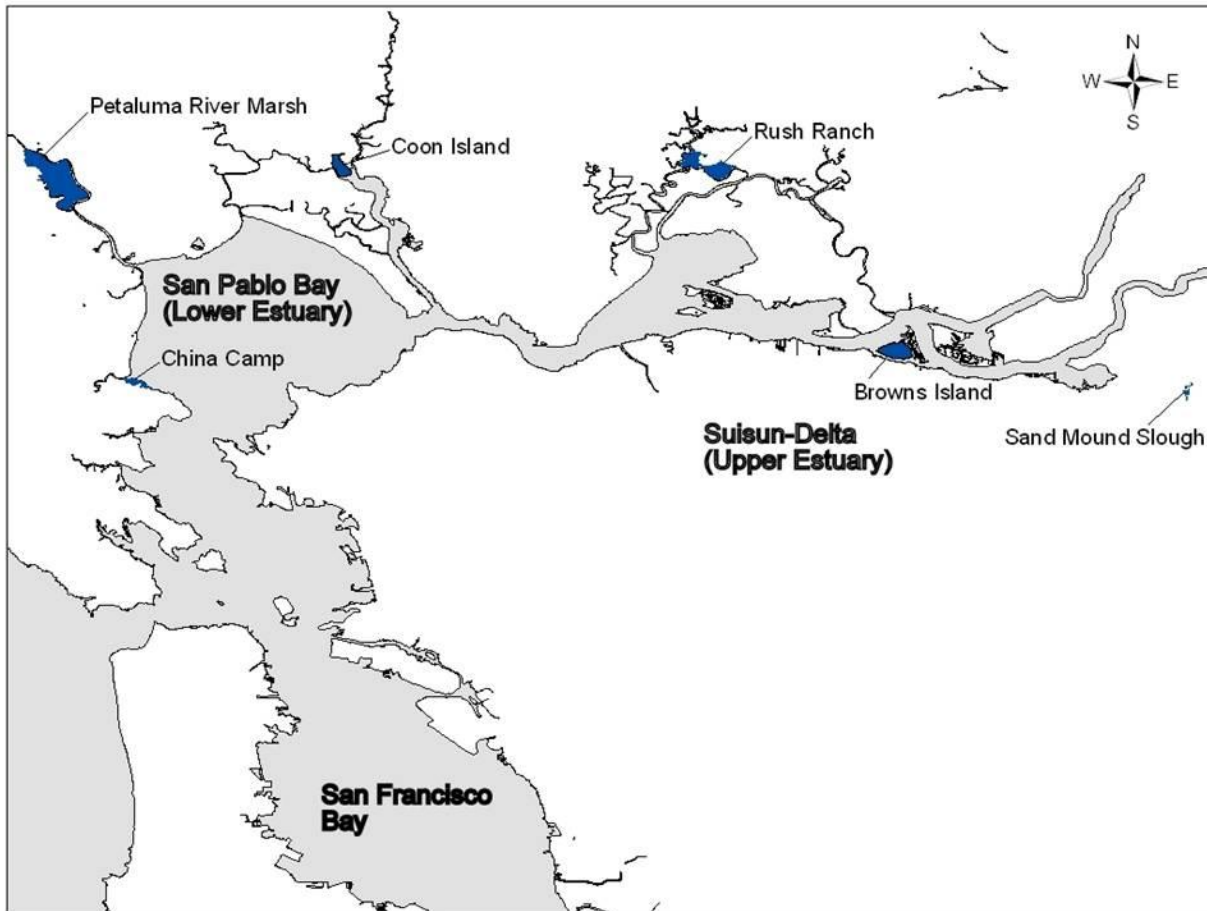 N
W E
S
Petaluma River Marsh
Coon Island
Rush Ranch
San Pablo Bay
(Lower Estuary)
China Camp
Browns Island
Suisun-Delta
(Upper Estuary)
Sand Mound Slough
San Francisco
Bay